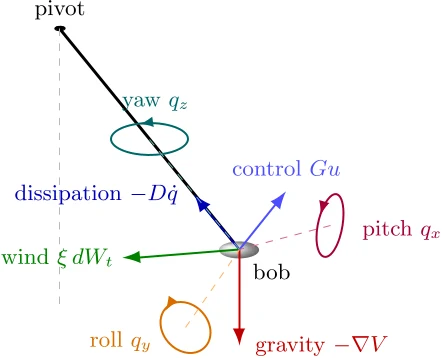 pivot
yaw q_z
control Gu
dissipation −Dq̇
pitch q_x
wind ξ dW_t
bob
roll q_y
gravity −∇V